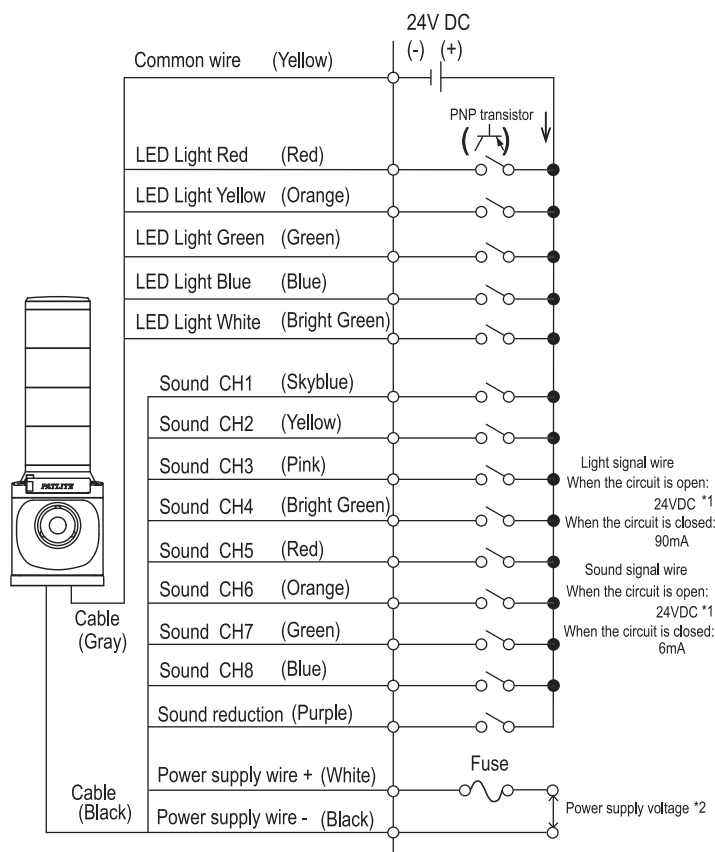 24V DC
(-) (+)
Common wire (Yellow)
PNP transistor
LED Light Red (Red)
LED Light Yellow (Orange)
LED Light Green (Green)
LED Light Blue (Blue)
LED Light White (Bright Green)
Sound CH1 (Skyblue)
Sound CH2 (Yellow)
Sound CH3 (Pink)
Sound CH4 (Bright Green)
Sound CH5 (Red)
Sound CH6 (Orange)
Sound CH7 (Green)
Sound CH8 (Blue)
Sound reduction (Purple)
Light signal wire
When the circuit is open:
24VDC *1
When the circuit is closed:
90mA
Sound signal wire
When the circuit is open:
24VDC *1
When the circuit is closed:
6mA
PATLITE
Cable
(Gray)
Cable
(Black)
Power supply wire + (White)
Power supply wire - (Black)
Fuse
Power supply voltage *2